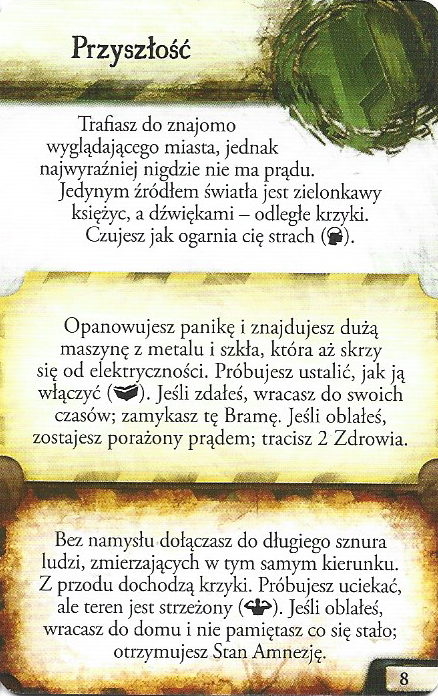 Przyszłość
Trafiasz do znajomo
wyglądającego miasta, jednak
najwyraźniej nigdzie nie ma prądu.
Jedynym źródłem światła jest zielonkawy
księżyc, a dźwiękami – odległe krzyki.
Czujesz jak ogarnia cię strach ().
Opanowujesz panikę i znajdujesz dużą
maszynę z metalu i szkła, która aż skrzy
się od elektryczności. Próbujesz ustalić, jak ją
włączyć (). Jeśli zdałeś, wracasz do swoich
czasów; zamykasz tę Bramę. Jeśli oblałeś,
zostajesz porażony prądem; tracisz 2 Zdrowia.
Bez namysłu dołączasz do długiego sznura
ludzi, zmierzających w tym samym kierunku.
Z przodu dochodzą krzyki. Próbujesz uciekać,
ale teren jest strzeżony (). Jeśli oblałeś,
wracasz do domu i nie pamiętasz co się stało;
otrzymujesz Stan Amnezję.
8